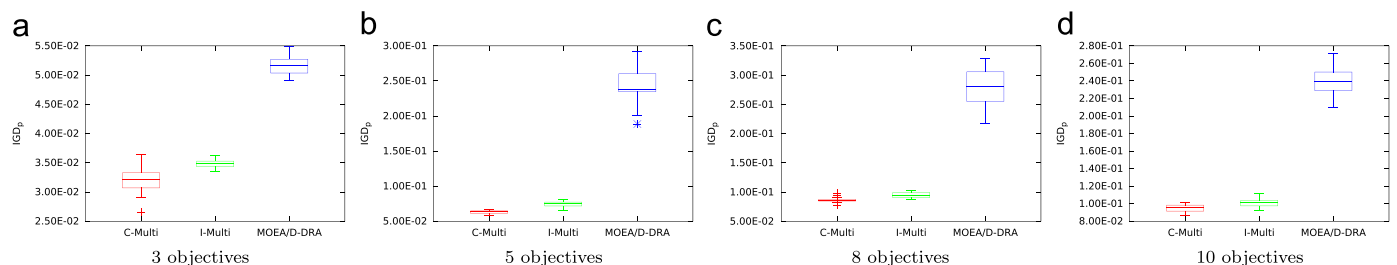 a
5.50E-02
5.00E-02
4.50E-02
4.00E-02
3.50E-02
3.00E-02
2.50E-02
IGDp
C-Multi I-Multi MOEA/D-DRA
3 objectives
b
3.00E-01
2.50E-01
2.00E-01
1.50E-01
1.00E-01
5.00E-02
IGDp
C-Multi I-Multi MOEA/D-DRA
5 objectives
c
3.50E-01
3.00E-01
2.50E-01
2.00E-01
1.50E-01
1.00E-01
5.00E-02
IGDp
C-Multi I-Multi MOEA/D-DRA
8 objectives
d
2.80E-01
2.60E-01
2.40E-01
2.20E-01
2.00E-01
1.80E-01
1.60E-01
1.40E-01
1.20E-01
1.00E-01
8.00E-02
IGDp
C-Multi I-Multi MOEA/D-DRA
10 objectives